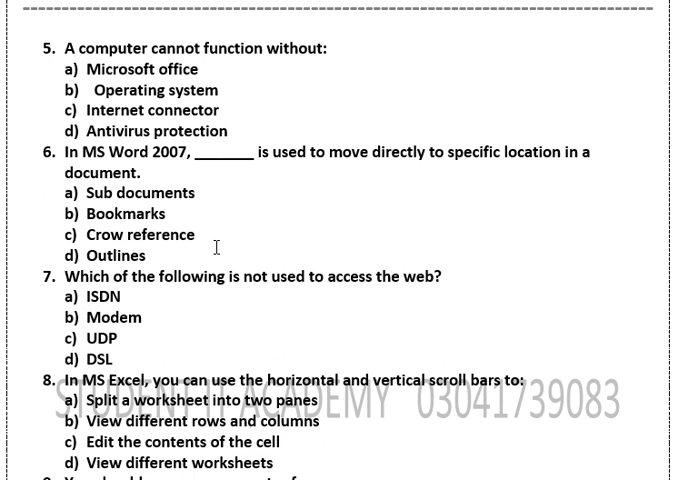 5. A computer cannot function without:
a) Microsoft office
b) Operating system
c) Internet connector
d) Antivirus protection
6. In MS Word 2007, _______ is used to move directly to specific location in a
document.
a) Sub documents
b) Bookmarks
c) Crow reference
d) Outlines
7. Which of the following is not used to access the web?
a) ISDN
b) Modem
c) UDP
d) DSL
8. In MS Excel, you can use the horizontal and vertical scroll bars to:
STUDENT IT ACADEMY 03041739083
a) Split a worksheet into two panes
b) View different rows and columns
c) Edit the contents of the cell
d) View different worksheets